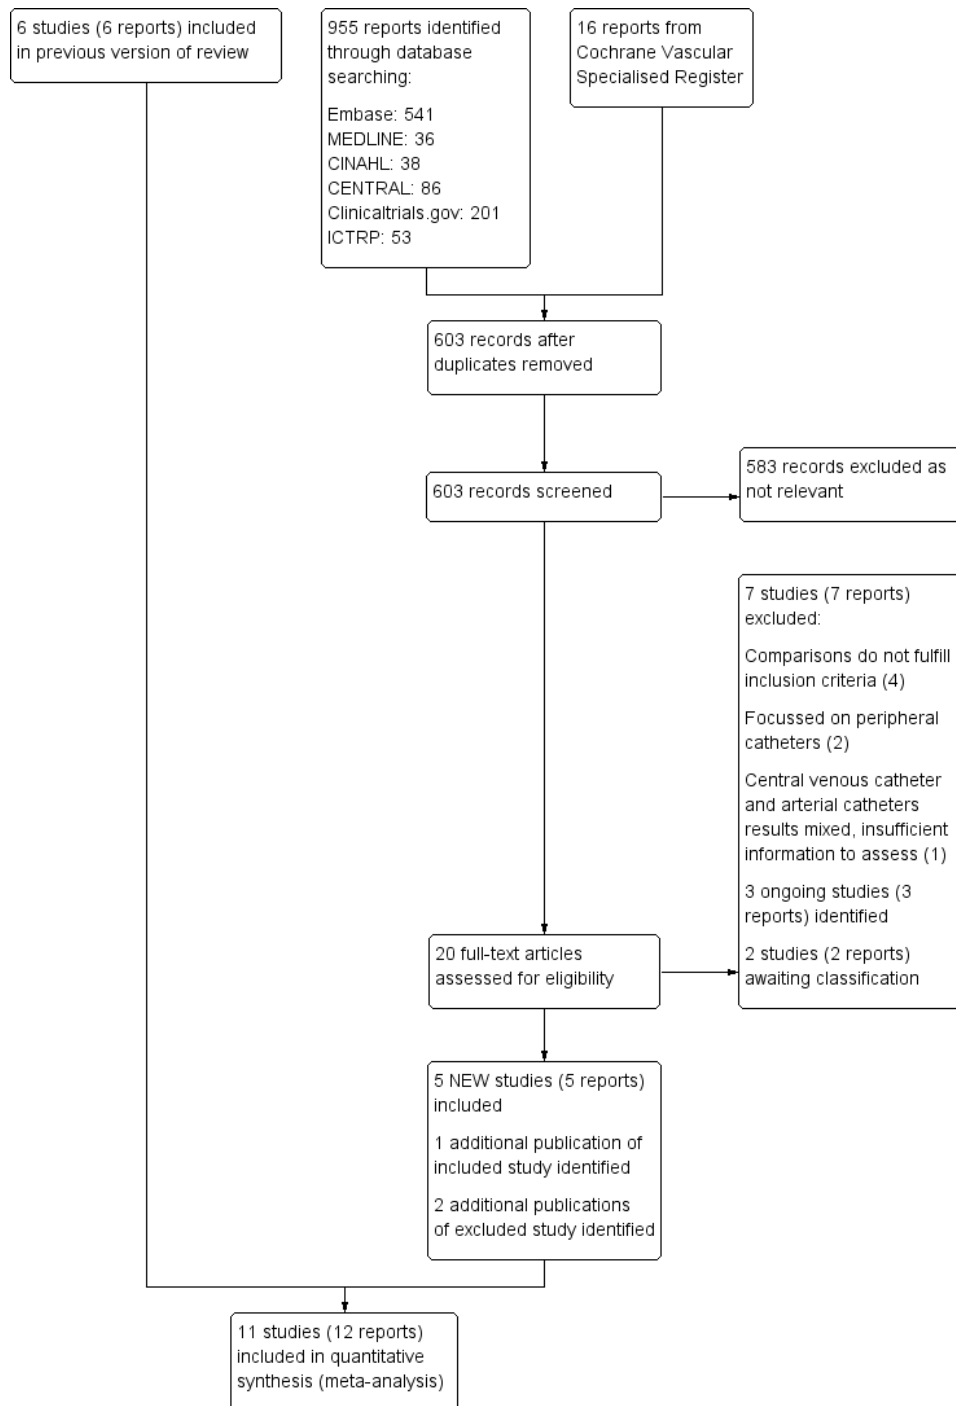 6 studies (6 reports) included
in previous version of review
955 reports identified
through database
searching:
Embase: 541
MEDLINE: 36
CINAHL: 38
CENTRAL: 86
Clinicaltrials.gov: 201
ICTRP: 53
16 reports from
Cochrane Vascular
Specialised Register
603 records after
duplicates removed
603 records screened
583 records excluded as
not relevant
7 studies (7 reports)
excluded:
Comparisons do not fulfill
inclusion criteria (4)
Focussed on peripheral
catheters (2)
Central venous catheter
and arterial catheters
results mixed, insufficient
information to assess (1)
3 ongoing studies (3
reports) identified
2 studies (2 reports)
awaiting classification
20 full-text articles
assessed for eligibility
5 NEW studies (5 reports)
included
1 additional publication of
included study identified
2 additional publications
of excluded study identified
11 studies (12 reports)
included in quantitative
synthesis (meta-analysis)